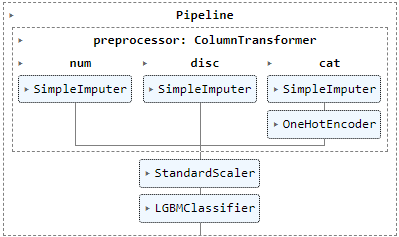 Pipeline
preprocessor: ColumnTransformer
num disc cat
SimpleImputer SimpleImputer SimpleImputer
OneHotEncoder
StandardScaler
LGBMClassifier